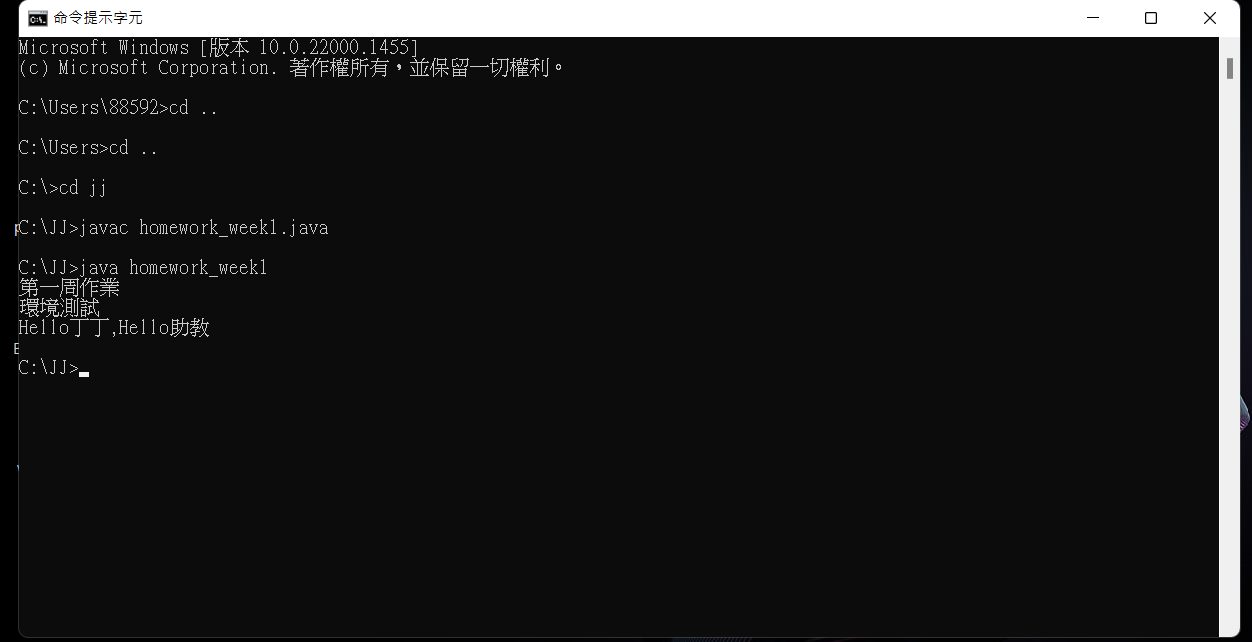 命令提示字元
Microsoft Windows [版本 10.0.22000.1455]
(c) Microsoft Corporation. 著作權所有，並保留一切權利。
C:\Users\88592>cd ..
C:\Users>cd ..
C:\>cd jj
C:\JJ>javac homework_week1.java
C:\JJ>java homework_week1
第一周作業
環境測試
Hello丁丁,Hello助教
C:\JJ>